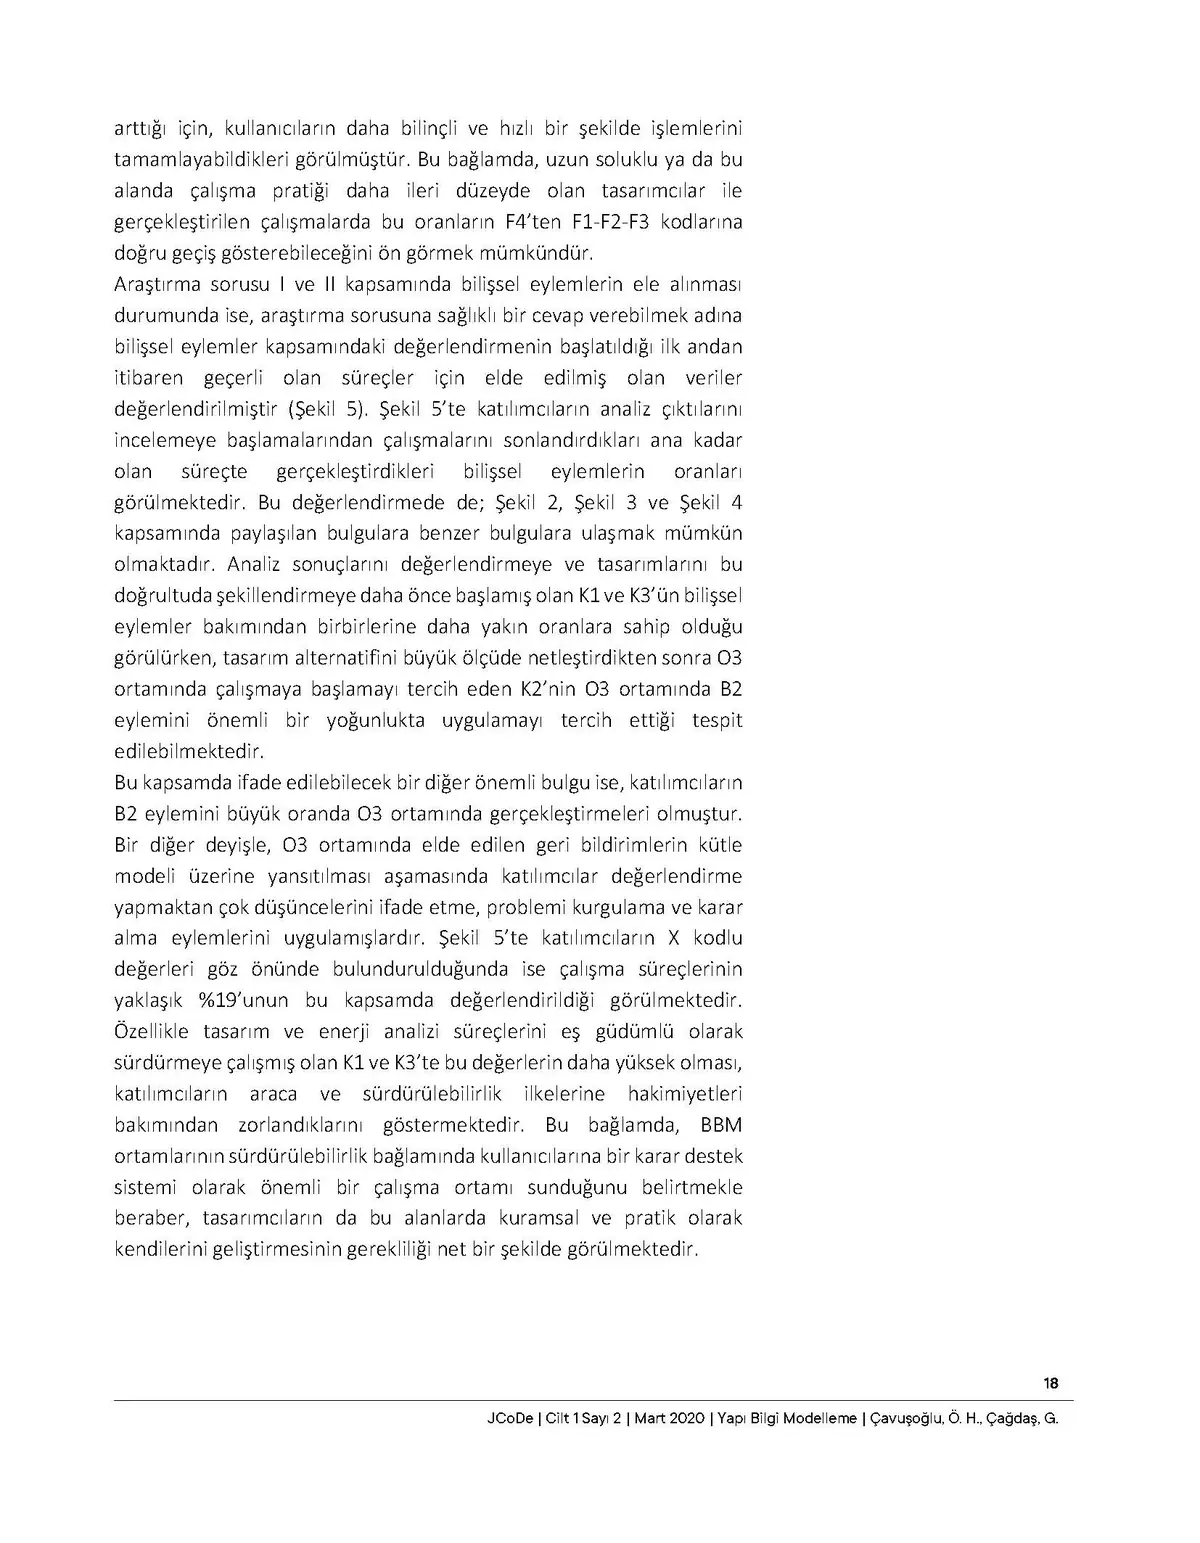 arttığı için, kullanıcıların daha bilinçli ve hızlı bir şekilde işlemlerini
tamamlayabildikleri görülmüştür. Bu bağlamda, uzun soluklu ya da bu
alanda çalışma pratiği daha ileri düzeyde olan tasarımcılar ile
gerçekleştirilen çalışmalarda bu oranların F4’ten F1-F2-F3 kodlarına
doğru geçiş gösterebileceğini ön görmek mümkündür.
Araştırma sorusu I ve II kapsamında bilişsel eylemlerin ele alınması
durumunda ise, araştırma sorusuna sağlıklı bir cevap verebilmek adına
bilişsel eylemler kapsamındaki değerlendirmenin başlatıldığı ilk andan
itibaren geçerli olan süreçler için elde edilmiş olan veriler
değerlendirilmiştir (Şekil 5). Şekil 5’te katılımcıların analiz çıktılarını
incelemeye başlamalarından çalışmalarını sonlandırdıkları ana kadar
olan süreçte gerçekleştirdikleri bilişsel eylemlerin oranları
görülmektedir. Bu değerlendirmede de; Şekil 2, Şekil 3 ve Şekil 4
kapsamında paylaşılan bulgulara benzer bulgulara ulaşmak mümkün
olmaktadır. Analiz sonuçlarını değerlendirmeye ve tasarımlarını bu
doğrultuda şekillendirmeye daha önce başlamış olan K1 ve K3’ün bilişsel
eylemler bakımından birbirlerine daha yakın oranlara sahip olduğu
görülürken, tasarım alternatifini büyük ölçüde netleştirdikten sonra O3
ortamında çalışmaya başlamayı tercih eden K2’nin O3 ortamında B2
eylemini önemli bir yoğunlukta uygulamayı tercih ettiği tespit
edilebilmektedir.
Bu kapsamda ifade edilebilecek bir diğer önemli bulgu ise, katılımcıların
B2 eylemini büyük oranda O3 ortamında gerçekleştirmeleri olmuştur.
Bir diğer deyişle, O3 ortamında elde edilen geri bildirimlerin kütle
modeli üzerine yansıtılması aşamasında katılımcılar değerlendirme
yapmaktan çok düşüncelerini ifade etme, problemi kurgulama ve karar
alma eylemlerini uygulamışlardır. Şekil 5’te katılımcıların X kodlu
değerleri göz önünde bulundurulduğunda ise çalışma süreçlerinin
yaklaşık %19’unun bu kapsamda değerlendirildiği görülmektedir.
Özellikle tasarım ve enerji analizi süreçlerini eş güdümlü olarak
sürdürmeye çalışmış olan K1 ve K3’te bu değerlerin daha yüksek olması,
katılımcıların araca ve sürdürülebilirlik ilkelerine hakimiyetleri
bakımından zorlandıklarını göstermektedir. Bu bağlamda, BBM
ortamlarının sürdürülebilirlik bağlamında kullanıcılarına bir karar destek
sistemi olarak önemli bir çalışma ortamı sunduğunu belirtmekle
beraber, tasarımcıların da bu alanlarda kuramsal ve pratik olarak
kendilerini geliştirmesinin gerekliliği net bir şekilde görülmektedir.
18
JCoDe | Cilt 1 Sayı 2 | Mart 2020 | Yapı Bilgi Modelleme | Çavuşoğlu, Ö. H., Çağdaş, G.